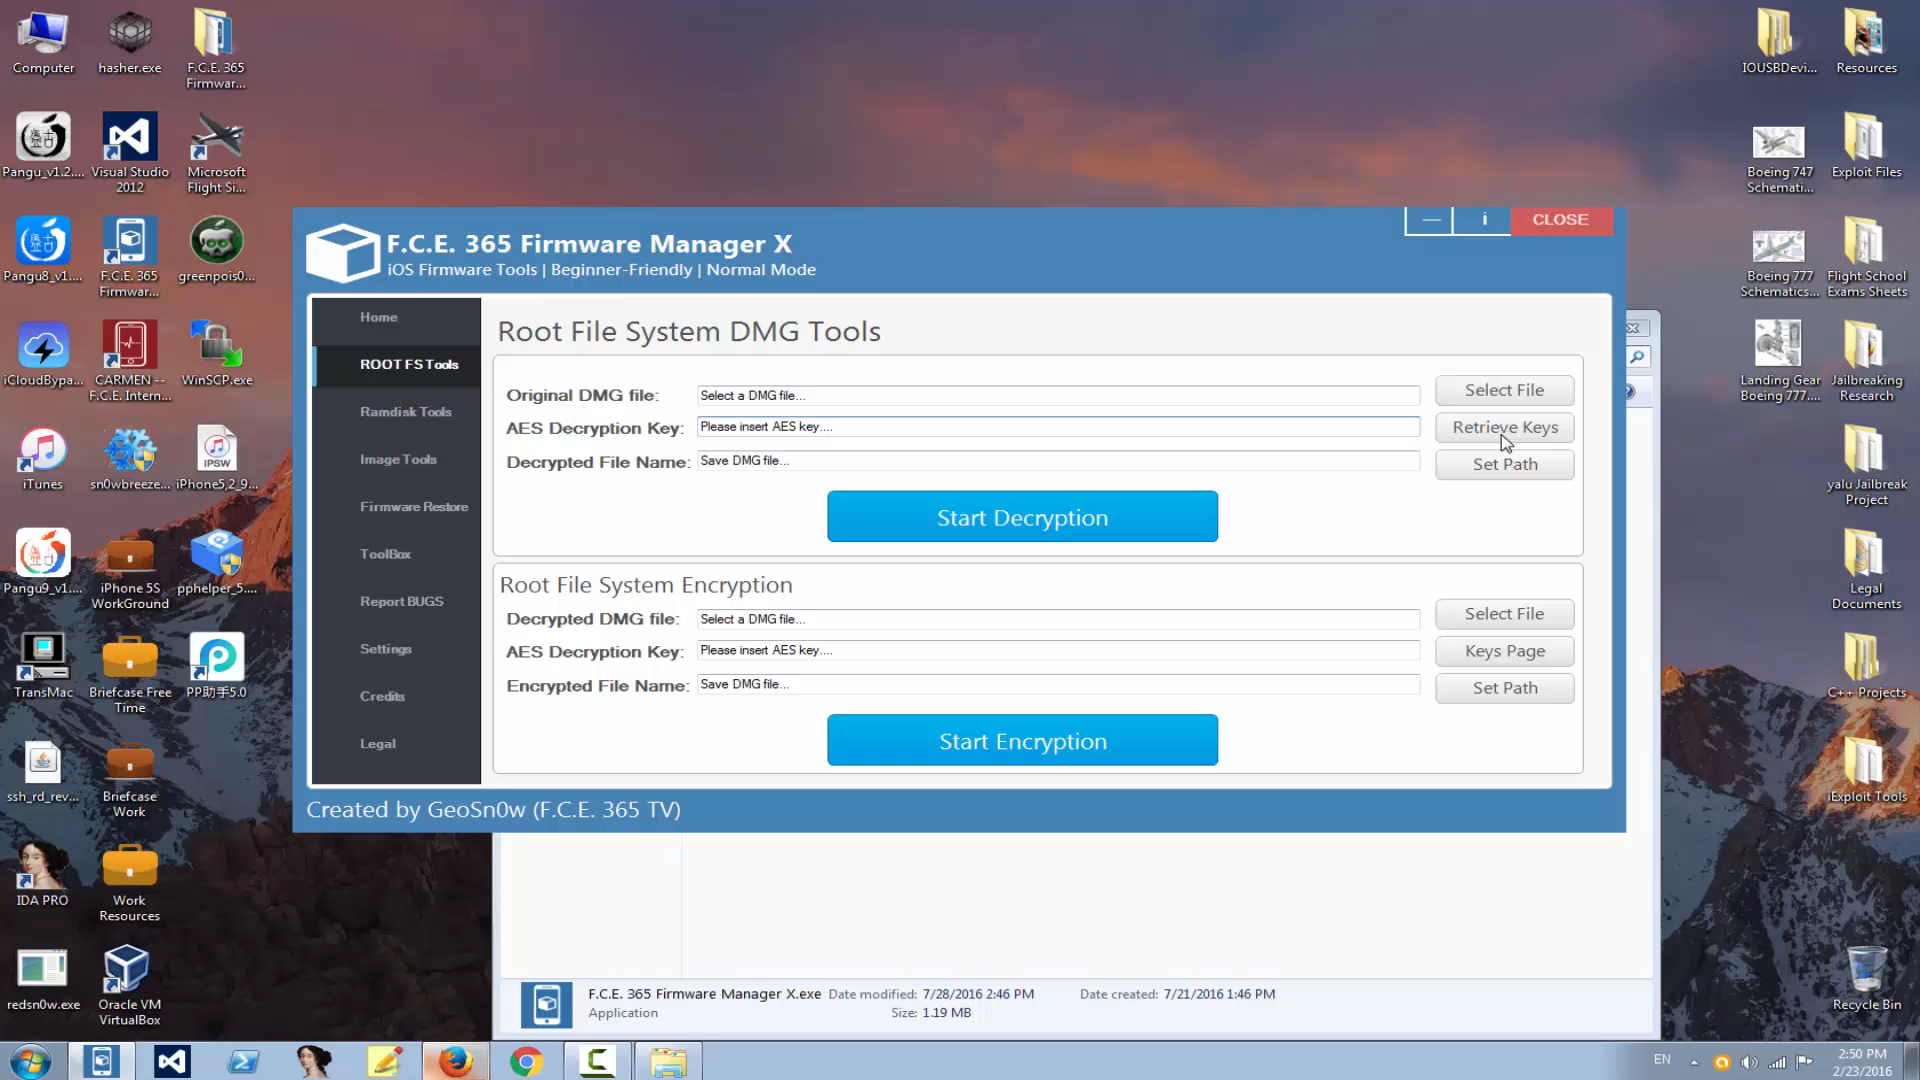 Computer
hasher.exe
F.C.E. 365
Firmwar...
Pangu_v1.2....
Visual Studio
2012
Microsoft
Flight Si...
Pangu8_v1....
F.C.E. 365
Firmwar...
greenpois0...
iCloudBypa...
CARMEN --
F.C.E. Intern...
WinSCP.exe
iTunes
sn0wbreeze...
IPSW
iPhone5,2_9...
Pangu9_v1....
iPhone 5S
WorkGround
pphelper_5....
TransMac
Briefcase Free
Time
PP助手5.0
ssh_rd_rev...
Briefcase
Work
IDA PRO
Work
Resources
redsn0w.exe
Oracle VM
VirtualBox
IOUSBDevi...
Resources
Boeing 747
Schemati...
Exploit Files
Boeing 777
Schematics...
Flight School
Exams Sheets
Landing Gear
Boeing 777....
Jailbreaking
Research
yalu Jailbreak
Project
Legal
Documents
C++ Projects
iExploit Tools
Recycle Bin
F.C.E. 365 Firmware Manager X
iOS Firmware Tools | Beginner-Friendly | Normal Mode
— i CLOSE
Home
ROOT FS Tools
Ramdisk Tools
Image Tools
Firmware Restore
ToolBox
Report BUGS
Settings
Credits
Legal
Root File System DMG Tools
Original DMG file: Select a DMG file... Select File
AES Decryption Key: Please insert AES key.... Retrieve Keys
Decrypted File Name: Save DMG file... Set Path
Start Decryption
Root File System Encryption
Decrypted DMG file: Select a DMG file... Select File
AES Decryption Key: Please insert AES key.... Keys Page
Encrypted File Name: Save DMG file... Set Path
Start Encryption
Created by GeoSn0w (F.C.E. 365 TV)
F.C.E. 365 Firmware Manager X.exe Date modified: 7/28/2016 2:46 PM Date created: 7/21/2016 1:46 PM
Application Size: 1.19 MB
EN
2:50 PM
2/23/2016